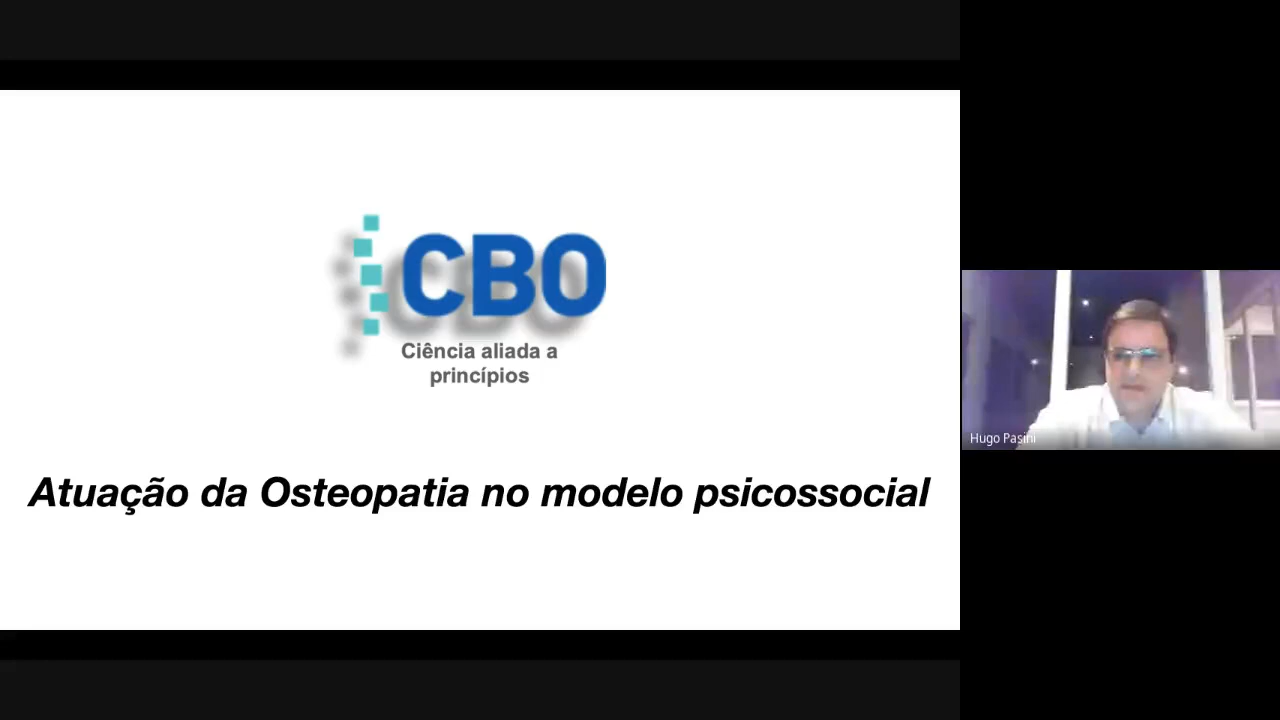 CBO
Ciência aliada a
princípios
Atuação da Osteopatia no modelo psicossocial
Hugo Pasini